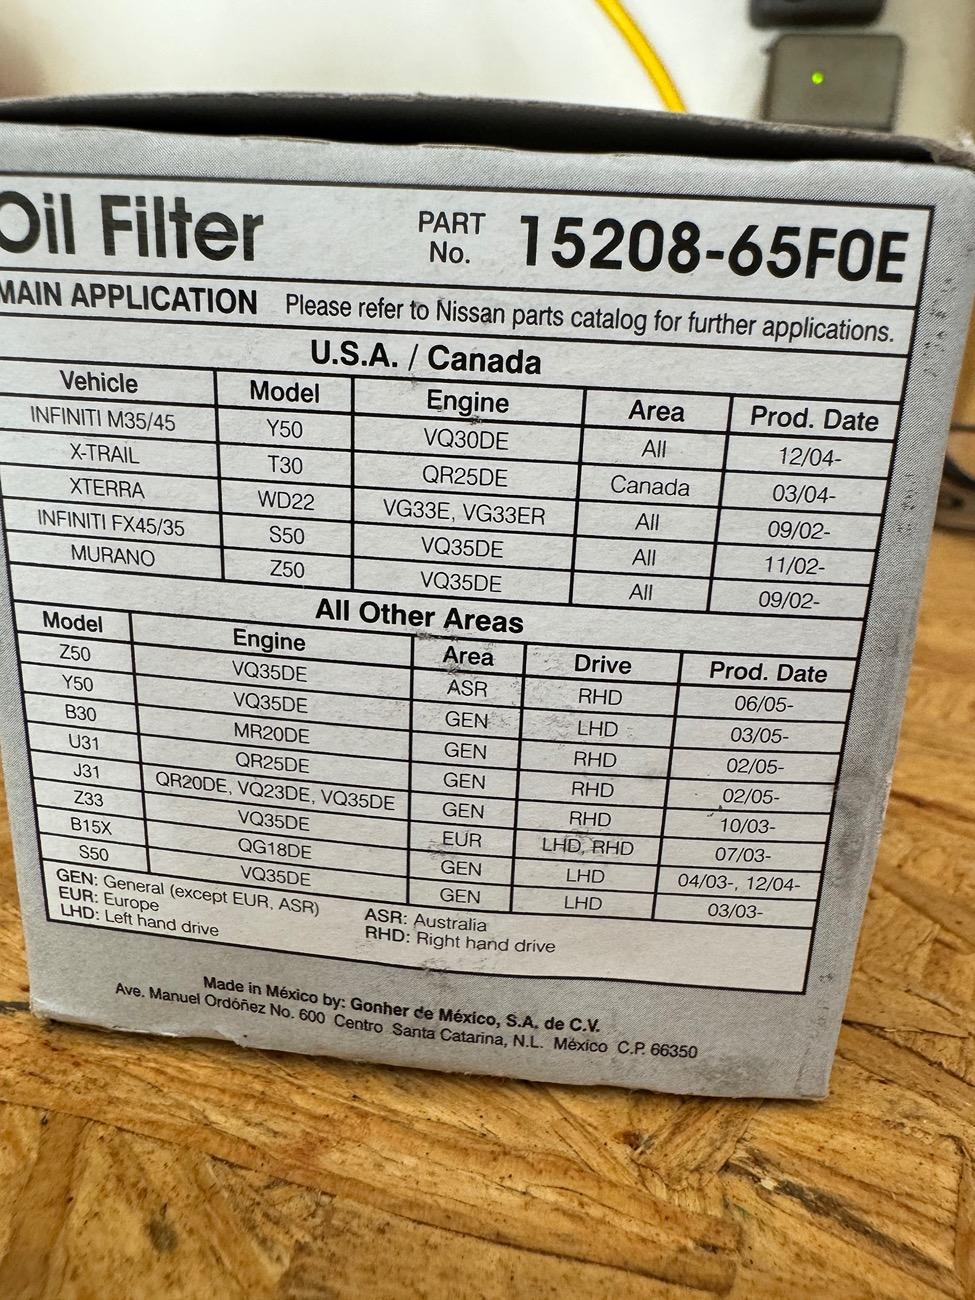 Oil Filter PART No. 15208-65F0E
MAIN APPLICATION Please refer to Nissan parts catalog for further applications.
U.S.A. / Canada
Vehicle Model Engine Area Prod. Date
INFINITI M35/45 Y50 VQ30DE All 12/04-
X-TRAIL T30 QR25DE Canada 03/04-
XTERRA WD22 VG33E, VG33ER All 09/02-
INFINITI FX45/35 S50 VQ35DE All 11/02-
MURANO Z50 VQ35DE All 09/02-
All Other Areas
Model Engine Area Drive Prod. Date
Z50 VQ35DE ASR RHD 06/05-
Y50 VQ35DE GEN LHD 03/05-
B30 MR20DE GEN RHD 02/05-
U31 QR25DE GEN RHD 02/05-
J31 QR20DE, VQ23DE, VQ35DE GEN RHD 10/03-
Z33 VQ35DE EUR LHD, RHD 07/03-
B15X QG18DE GEN LHD 04/03-, 12/04-
S50 VQ35DE GEN LHD 03/03-
GEN: General (except EUR, ASR) ASR: Australia
EUR: Europe RHD: Right hand drive
LHD: Left hand drive
Made in México by: Gonher de México, S.A. de C.V.
Ave. Manuel Ordóñez No. 600 Centro Santa Catarina, N.L. México C.P. 66350